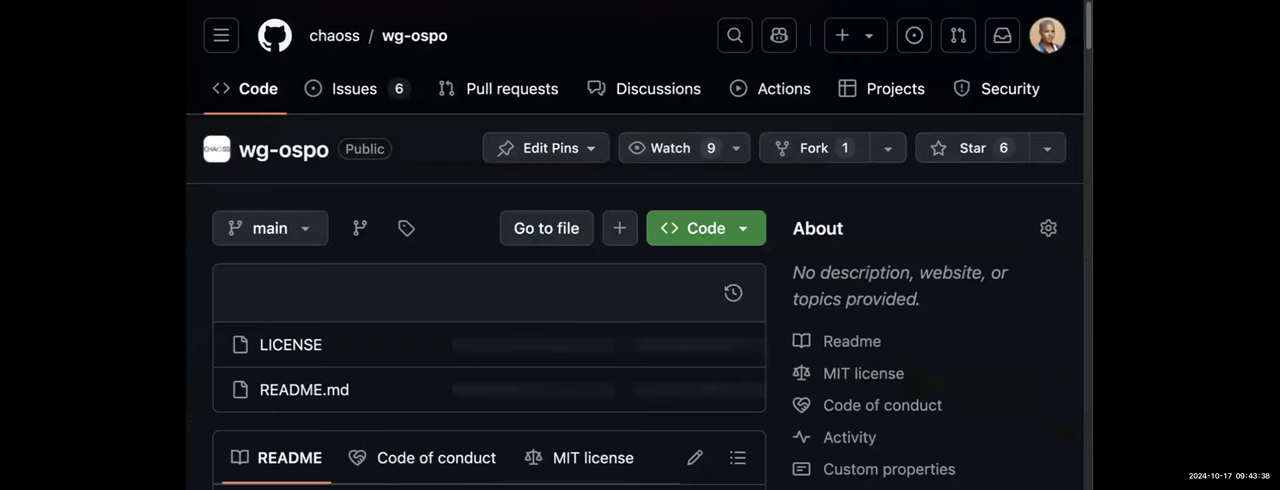 chaoss / wg-ospo
Code Issues 6 Pull requests Discussions Actions Projects Security
CHAOSS wg-ospo Public Edit Pins Watch 9 Fork 1 Star 6
main Go to file Code About
No description, website, or
topics provided.
LICENSE
README.md
Readme
MIT license
Code of conduct
Activity
Custom properties
README Code of conduct MIT license
2024-10-17 09:43:38